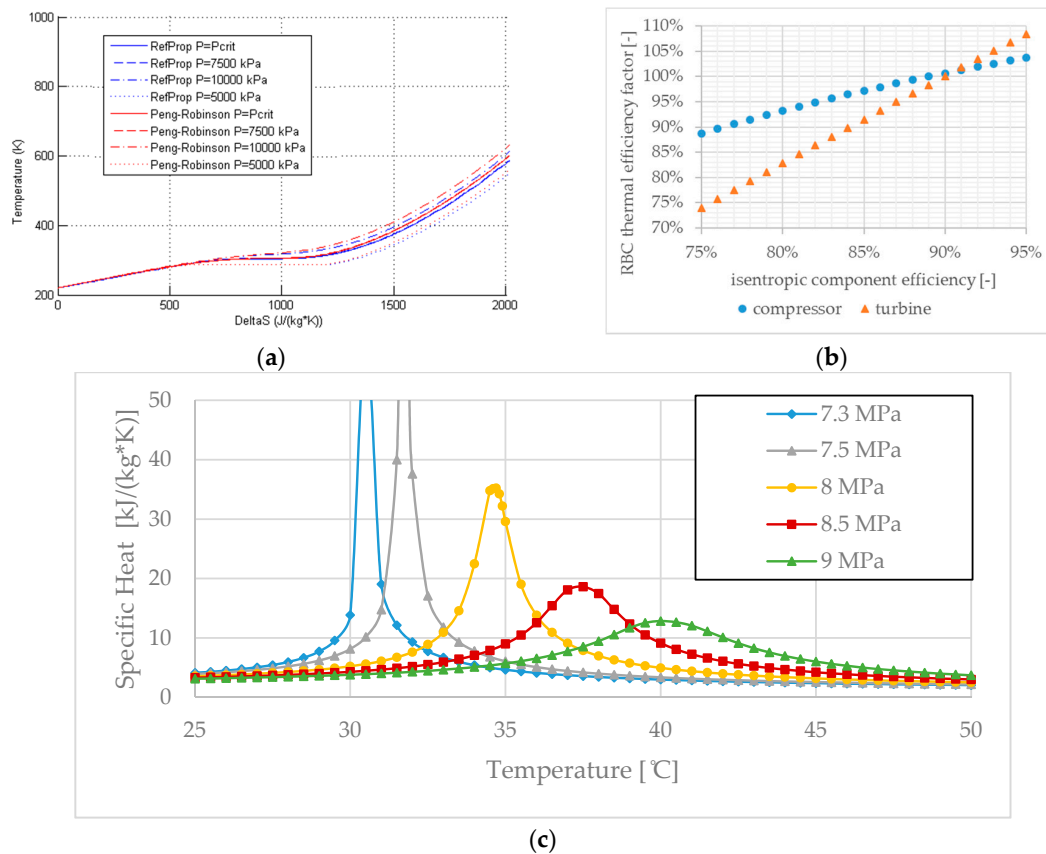 1000
800
600
400
200
Temperature (K)
RefProp P=Pcrit
RefProp P=7500 kPa
RefProp P=10000 kPa
RefProp P=5000 kPa
Peng-Robinson P=Pcrit
Peng-Robinson P=7500 kPa
Peng-Robinson P=10000 kPa
Peng-Robinson P=5000 kPa
0 500 1000 1500 2000
DeltaS (J/(kg*K))
(a)
RBC thermal efficiency factor [-]
110%
105%
100%
95%
90%
85%
80%
75%
70%
75% 80% 85% 90% 95%
isentropic component efficiency [-]
compressor turbine
(b)
Specific Heat [kJ/(kg*K)]
50
40
30
20
10
0
7.3 MPa
7.5 MPa
8 MPa
8.5 MPa
9 MPa
25 30 35 40 45 50
Temperature [°C]
(c)